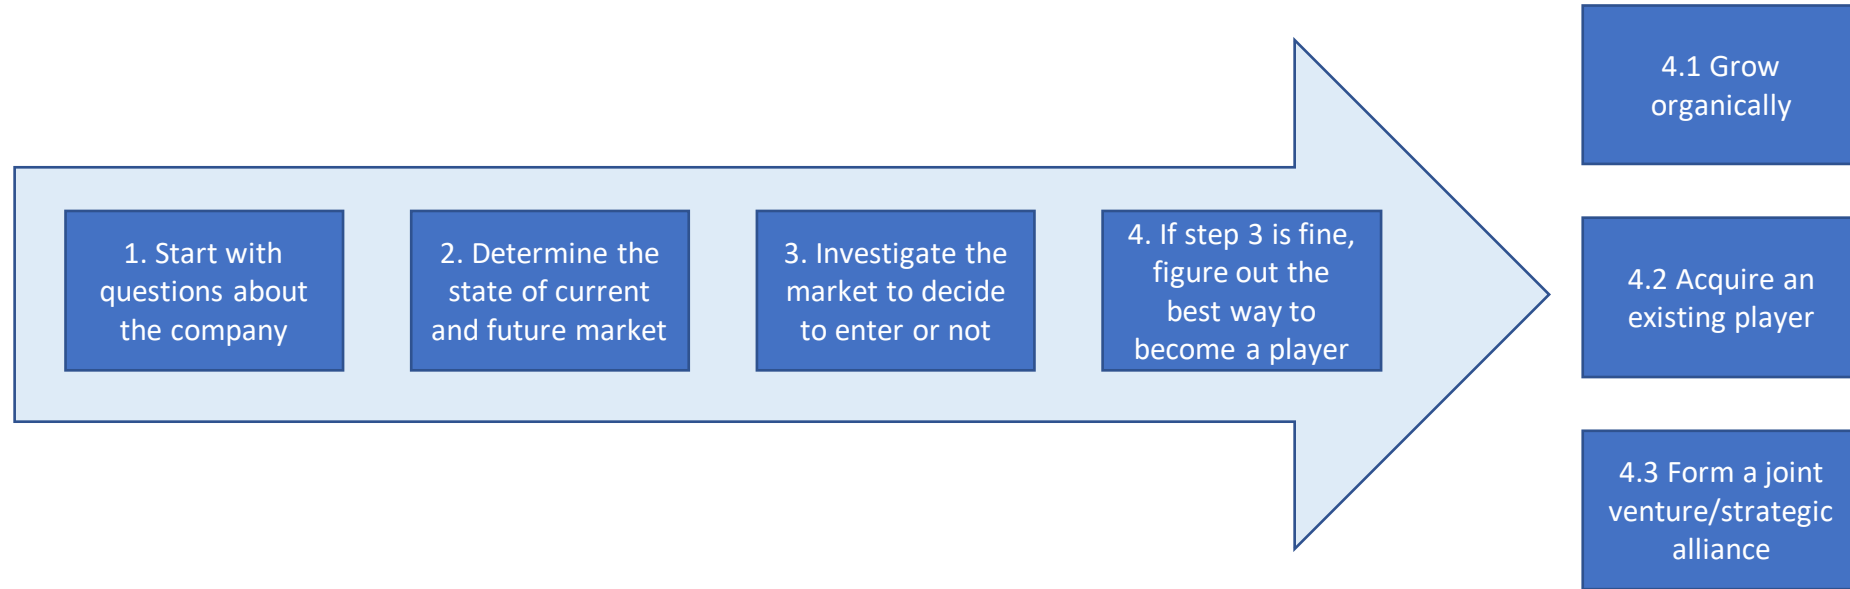 1. Start with
questions about
the company
2. Determine the
state of current
and future market
3. Investigate the
market to decide
to enter or not
4. If step 3 is fine,
figure out the
best way to
become a player
4.1 Grow
organically
4.2 Acquire an
existing player
4.3 Form a joint
venture/strategic
alliance